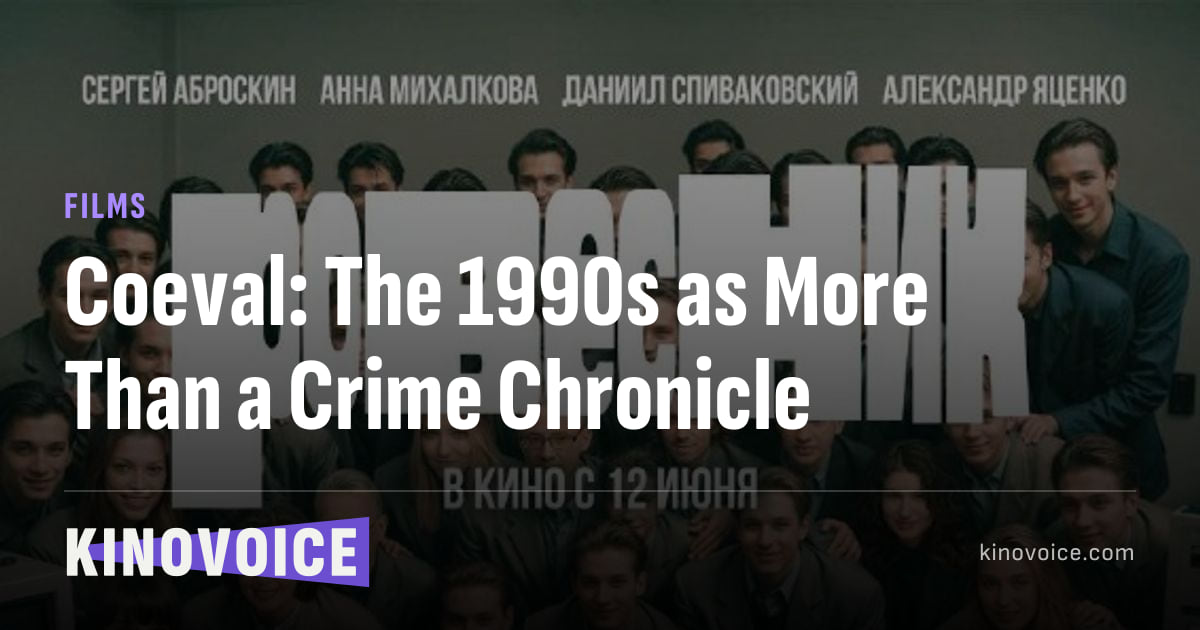 СЕРГЕЙ АБРОСКИН АННА МИХАЛКОВА ДАНИИЛ СПИВАКОВСКИЙ АЛЕКСАНДР ЯЦЕНКО
ровесник
FILMS
Coeval: The 1990s as More
Than a Crime Chronicle
В КИНО С 12 ИЮНЯ
KINOVOICE
kinovoice.com